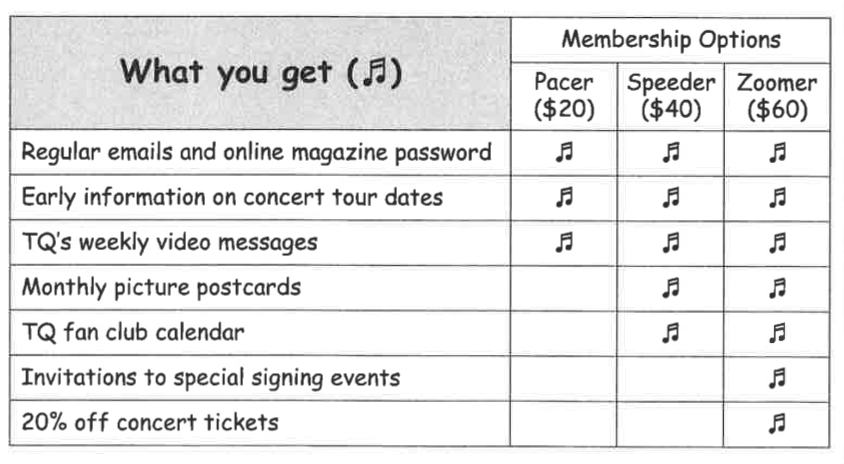 What you get (♬)
Membership Options
Pacer ($20)
Speeder ($40)
Zoomer ($60)
Regular emails and online magazine password ♬ ♬ ♬
Early information on concert tour dates ♬ ♬ ♬
TQ's weekly video messages ♬ ♬ ♬
Monthly picture postcards ♬ ♬
TQ fan club calendar ♬ ♬
Invitations to special signing events ♬
20% off concert tickets ♬